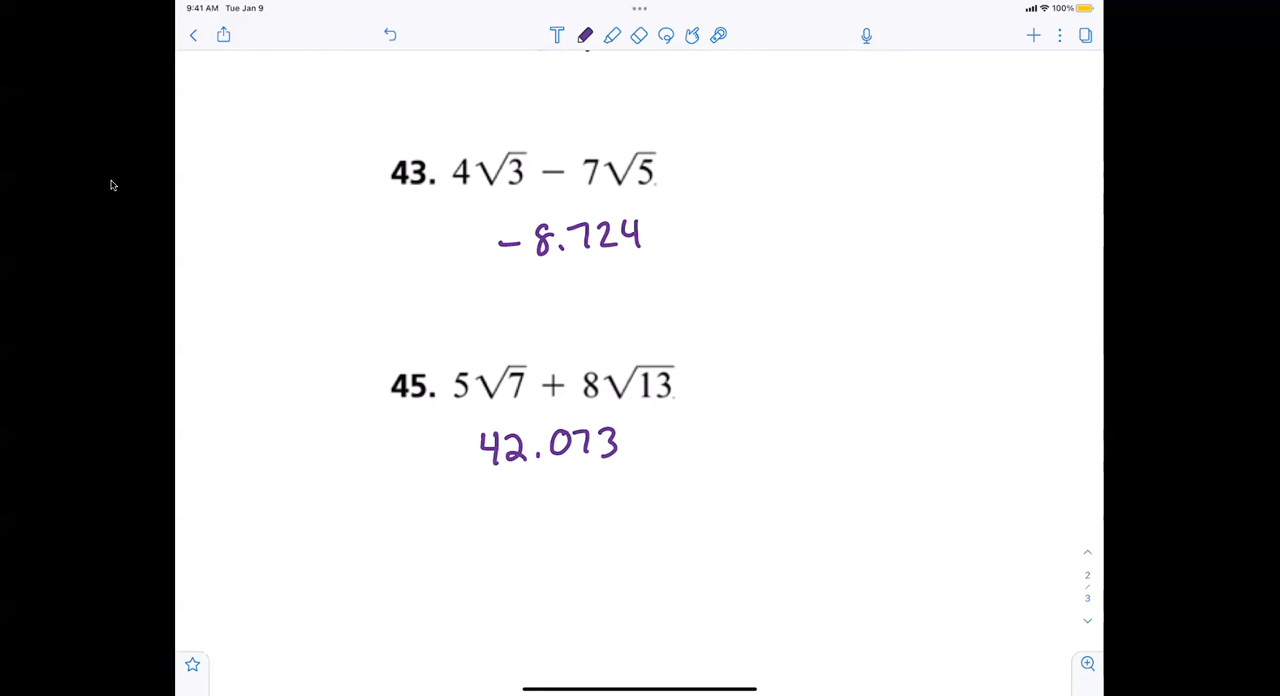 9:41 AM Tue Jan 9
100%
T
43. 4√3 − 7√5
-8.724
45. 5√7 + 8√13
42.073
2
/
3